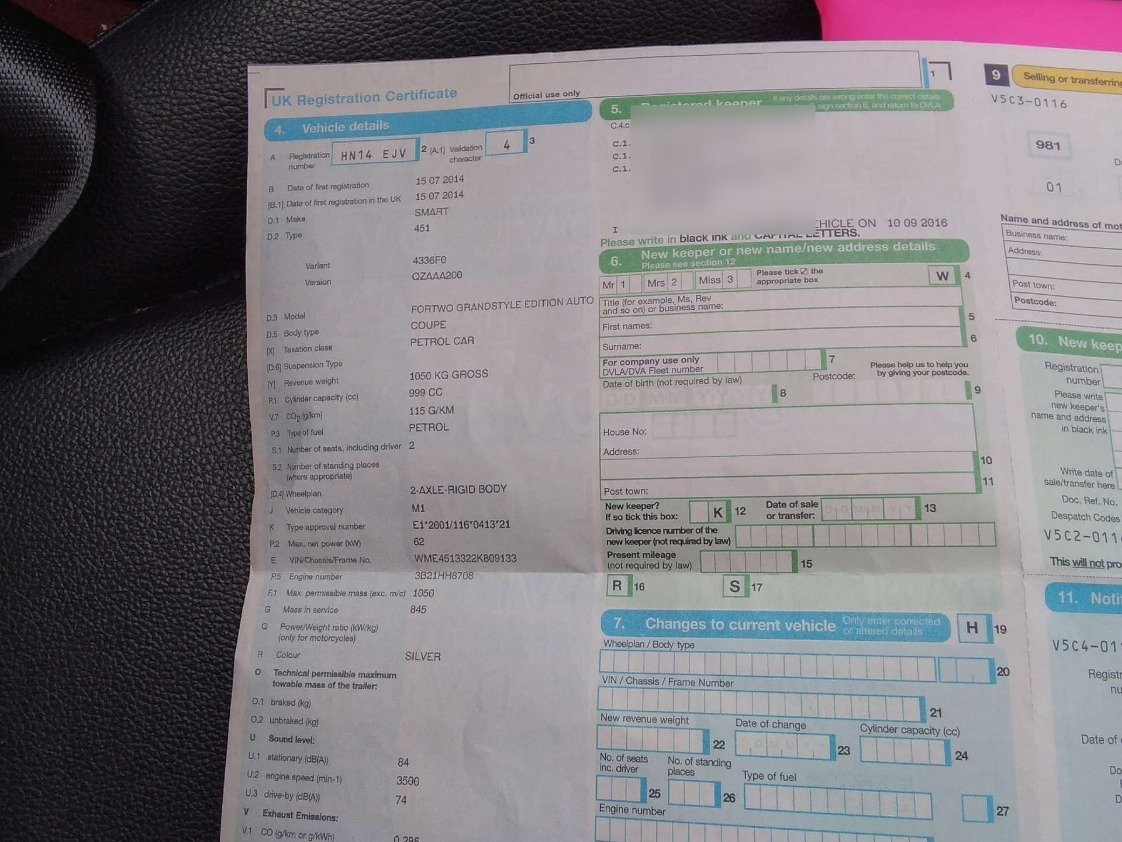 UK Registration Certificate
Official use only
1
4. Vehicle details
A Registration number HN14 EJV 2 [A.1] Validation character 4 3
B Date of first registration 15 07 2014
[B.1] Date of first registration in the UK 15 07 2014
D.1 Make SMART
D.2 Type 451
Variant 4336F0
Version QZAAA200
D.3 Model FORTWO GRANDSTYLE EDITION AUTO
D.5 Body type COUPE
[X] Taxation class PETROL CAR
[D.6] Suspension Type
[Y] Revenue weight 1050 KG GROSS
P.1 Cylinder capacity (cc) 999 CC
V.7 CO2 (g/km) 115 G/KM
P.3 Type of fuel PETROL
S.1 Number of seats, including driver 2
S.2 Number of standing places
(where appropriate)
[D.4] Wheelplan 2-AXLE-RIGID BODY
J Vehicle category M1
K Type approval number E1*2001/116*0413*21
P.2 Max. net power (kW) 62
E VIN/Chassis/Frame No. WME4513322K809133
P.5 Engine number 3B21HH8708
F.1 Max. permissible mass (exc. m/c) 1050
G Mass in service 845
Q Power/Weight ratio (kW/kg)
(only for motorcycles)
R Colour SILVER
O Technical permissible maximum
towable mass of the trailer:
O.1 braked (kg)
O.2 unbraked (kg)
U Sound level:
U.1 stationary (dB(A)) 84
U.2 engine speed (min-1) 3500
U.3 drive-by (dB(A)) 74
V Exhaust Emissions:
V.1 CO (g/km or g/kWh) 0.286
5. Registered keeper
If any details are wrong enter the correct details
sign section 8, and return to DVLA
C.4.c
C.1.
C.1.
C.1.
I
EHICLE ON 10 09 2016
Please write in black ink and CAPITAL LETTERS.
6. New keeper or new name/new address details
Please see section 12
Mr 1 Mrs 2 Miss 3 Please tick ☑ the
appropriate box W 4
Title (for example, Ms, Rev
and so on) or business name:
First names: 5
Surname: 6
For company use only
DVLA/DVA Fleet number 7 Please help us to help you
by giving your postcode.
Date of birth (not required by law) 8 Postcode: 9
House No:
Address:
10
Post town: 11
New keeper?
If so tick this box: K 12 Date of sale
or transfer: 13
Driving licence number of the
new keeper (not required by law)
Present mileage
(not required by law) 15
R 16 S 17
7. Changes to current vehicle Only enter corrected
or altered details H 19
Wheelplan / Body type 20
VIN / Chassis / Frame Number 21
New revenue weight 22 Date of change 23 Cylinder capacity (cc) 24
No. of seats
inc. driver 25 No. of standing
places 26 Type of fuel 27
Engine number
9 Selling or transferrin
V5C3-0116
981
D
01
Name and address of mot
Business name:
Address:
Post town:
Postcode:
10. New keep
Registration
number
Please write
new keeper's
name and address
in black ink
Write date of
sale/transfer here
Doc. Ref. No.
Despatch Codes
V5C2-011
This will not pro
11. Noti
V5C4-01
Regist
nu
Date of
Do
D